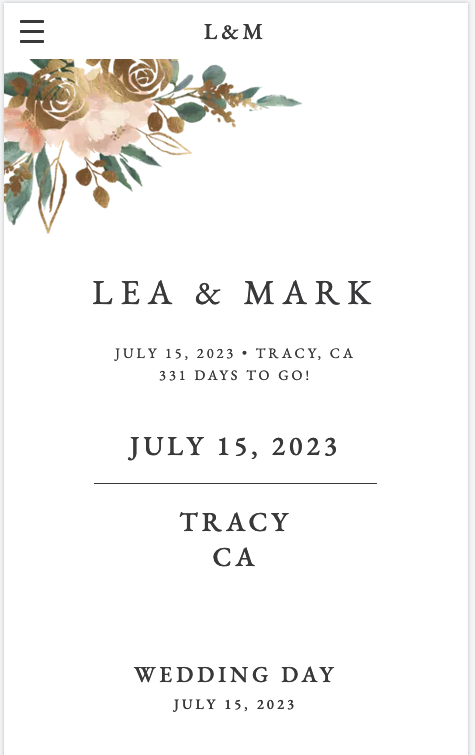 L&M
LEA & MARK
JULY 15, 2023 • TRACY, CA
331 DAYS TO GO!
JULY 15, 2023
TRACY
CA
WEDDING DAY
JULY 15, 2023